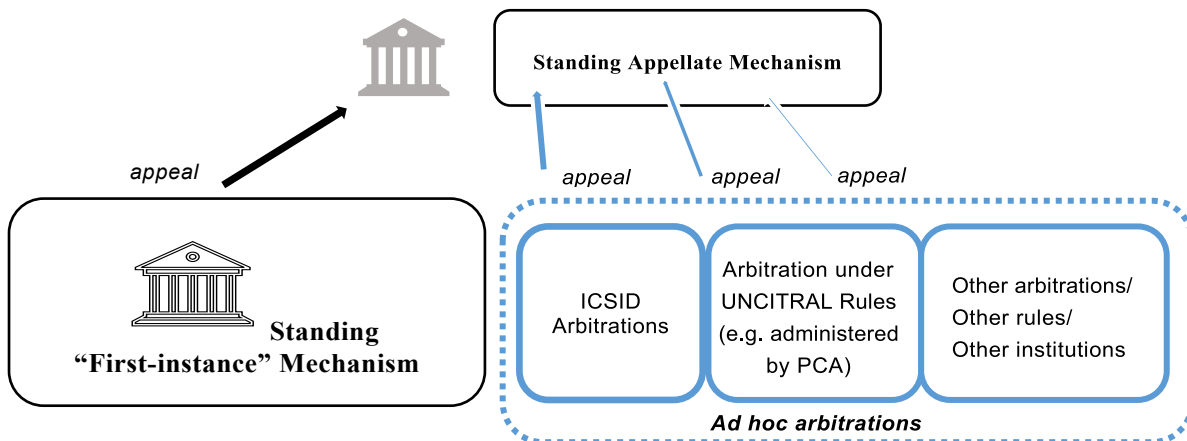 Standing Appellate Mechanism
appeal
appeal
appeal
appeal
Standing
“First-instance” Mechanism
ICSID
Arbitrations
Arbitration under
UNCITRAL Rules
(e.g. administered
by PCA)
Other arbitrations/
Other rules/
Other institutions
Ad hoc arbitrations